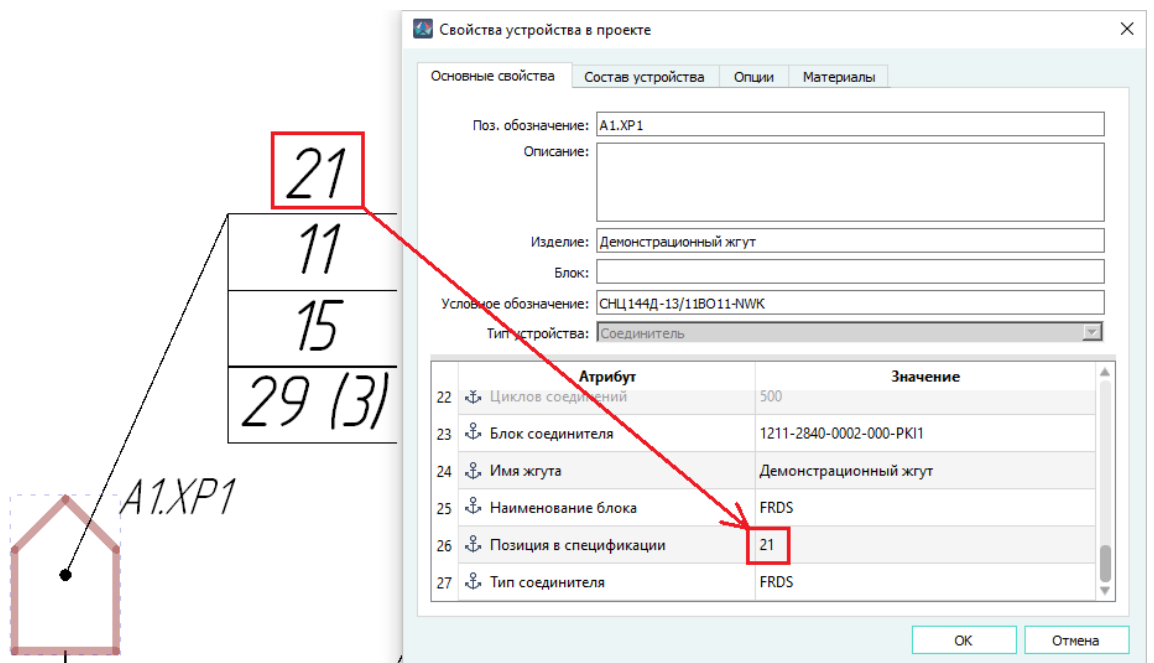 21
11
15
29 (3)
A1.XP1
Свойства устройства в проекте
Основные свойства
Состав устройства
Опции
Материалы
Поз. обозначение: A1.XP1
Описание:
Изделие: Демонстрационный жгут
Блок:
Условное обозначение: СНЦ144Д-13/11ВО11-NWK
Тип устройства: Соединитель
Атрибут Значение
22 Циклов соединений 500
23 Блок соединителя 1211-2840-0002-000-PKI1
24 Имя жгута Демонстрационный жгут
25 Наименование блока FRDS
26 Позиция в спецификации 21
27 Тип соединителя FRDS
OK Отмена